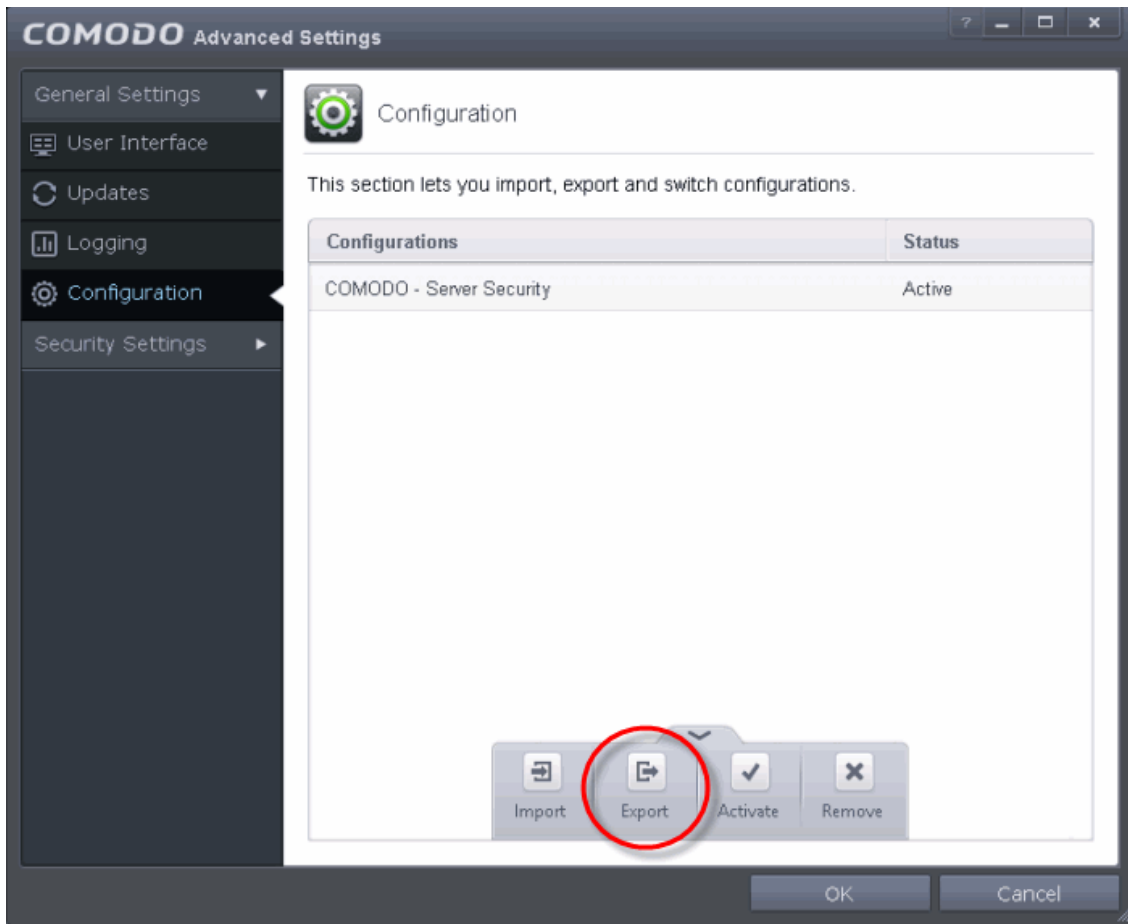 COMODO Advanced Settings
?
General Settings
User Interface
Updates
Logging
Configuration
Security Settings
Configuration
This section lets you import, export and switch configurations.
Configurations Status
COMODO - Server Security Active
Import Export Activate Remove
OK Cancel